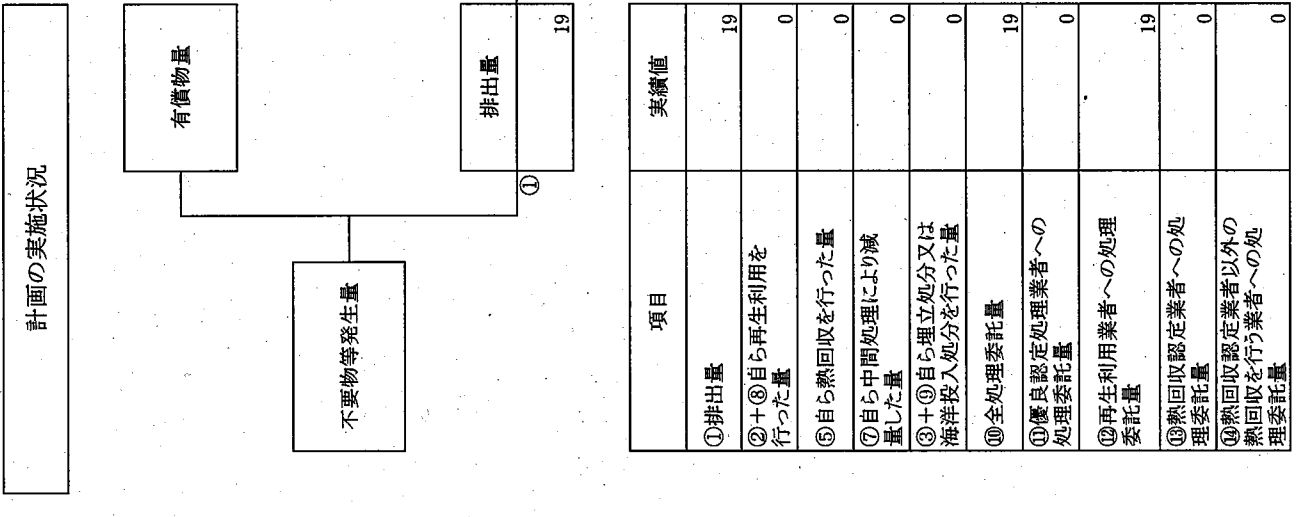 計画の実施状況
不要物等発生量
有償物量
排出量
①
19
項目
実績値
①排出量
19
②+⑧自ら再生利用を
行った量
0
⑤自ら熱回収を行った量
0
⑦自ら中間処理により減
量した量
0
③+⑨自ら埋立処分又は
海洋投入処分を行った量
0
⑩全処理委託量
19
⑪優良認定処理業者への
処理委託量
0
⑫再生利用業者への処理
委託量
19
⑬熱回収認定業者への処
理委託量
0
⑭熱回収認定業者以外の
熱回収を行う業者への処
理委託量
0